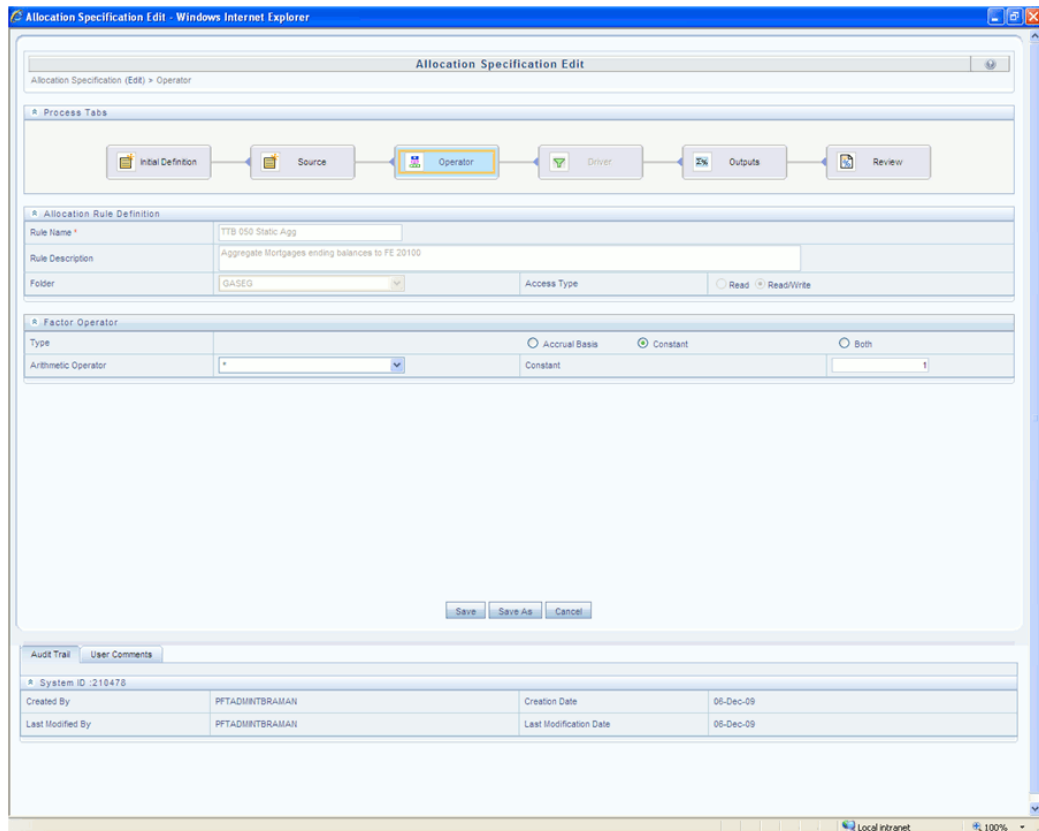 Allocation Specification Edit - Windows Internet Explorer
Allocation Specification Edit
Allocation Specification (Edit) > Operator
Process Tabs
Initial Definition Source Operator Driver Outputs Review
Allocation Rule Definition
Rule Name * TTB 050 Static Agg
Rule Description Aggregate Mortgages ending balances to FE 20100
Folder GASEG Access Type Read Read/Write
Factor Operator
Type Accrual Basis Constant Both
Arithmetic Operator * Constant 1
Save Save As Cancel
Audit Trail User Comments
System ID :210478
Created By PFTADMINTBRAMAN Creation Date 06-Dec-09
Last Modified By PFTADMINTBRAMAN Last Modification Date 06-Dec-09
Local intranet 100%